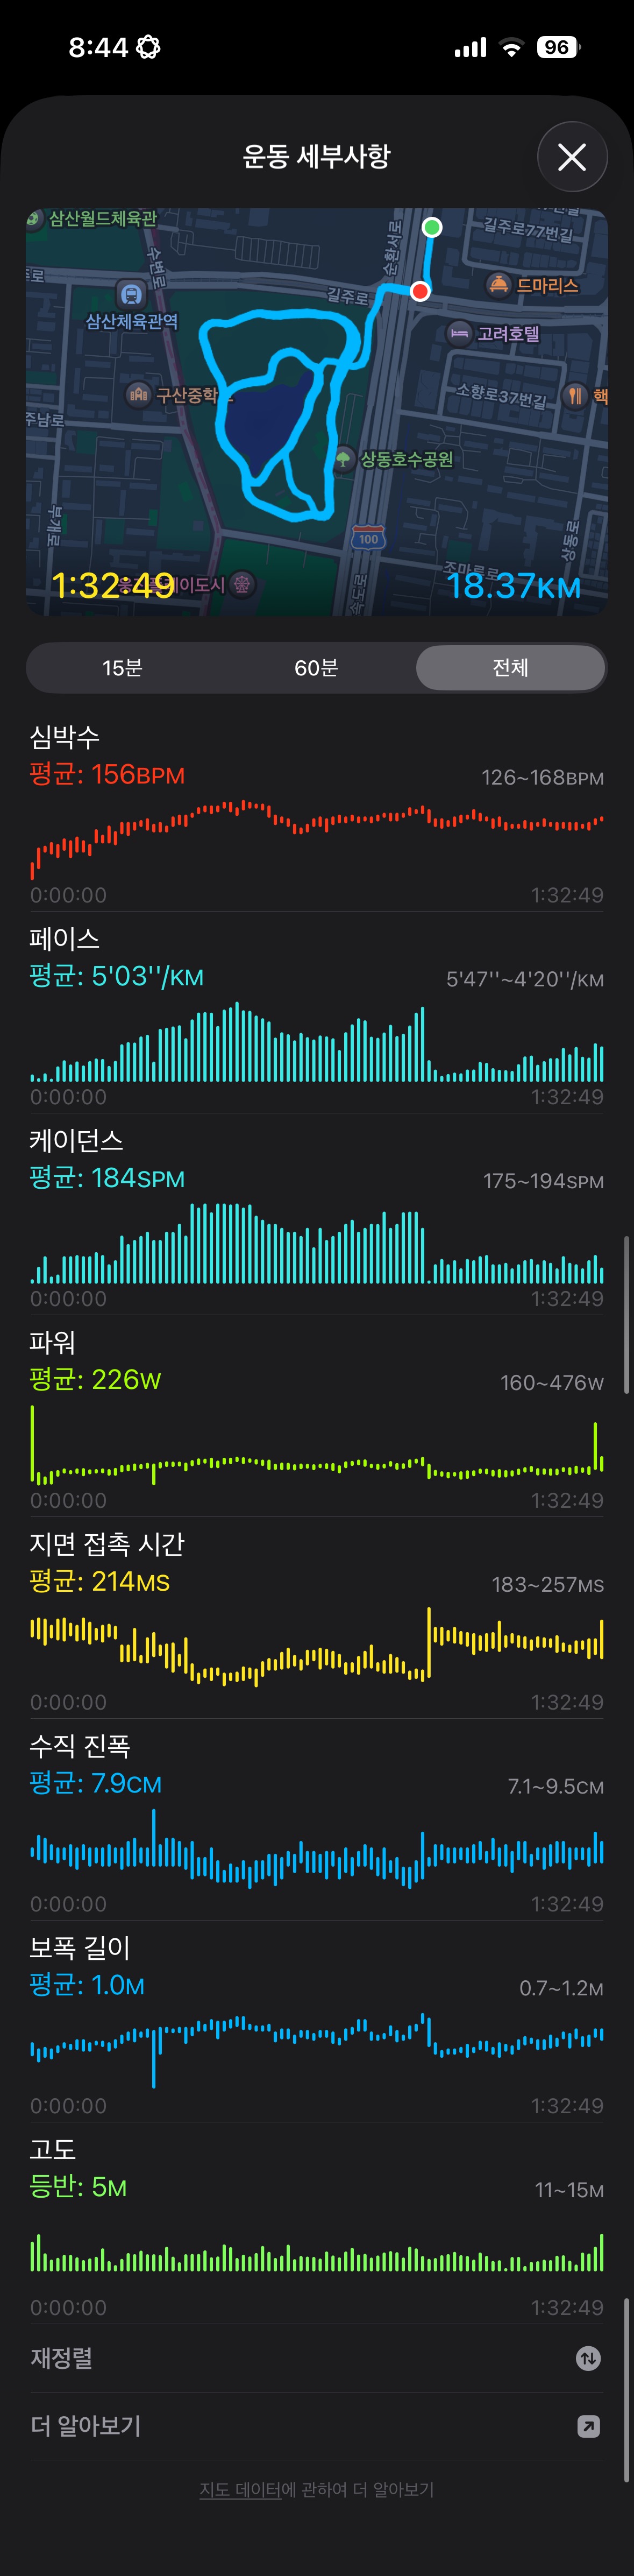 8:44
96
운동 세부사항
삼산월드체육관
길주로77번길
수변로
순환서로
드마리스
길주로
삼산체육관역
고려호텔
구산중학
소향로37번길
핵
주남로
상동호수공원
부개로
100
상동로
조마루로
속도로
1:32:49
18.37KM
15분
60분
전체
심박수
평균: 156BPM
126~168BPM
0:00:00
1:32:49
페이스
평균: 5'03''/KM
5'47''~4'20''/KM
0:00:00
1:32:49
케이던스
평균: 184SPM
175~194SPM
0:00:00
1:32:49
파워
평균: 226W
160~476W
0:00:00
1:32:49
지면 접촉 시간
평균: 214MS
183~257MS
0:00:00
1:32:49
수직 진폭
평균: 7.9CM
7.1~9.5CM
0:00:00
1:32:49
보폭 길이
평균: 1.0M
0.7~1.2M
0:00:00
1:32:49
고도
등반: 5M
11~15M
0:00:00
1:32:49
재정렬
더 알아보기
지도 데이터에 관하여 더 알아보기